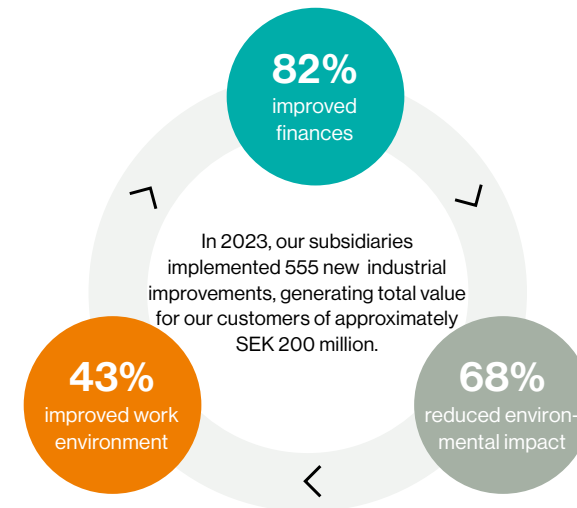 82%
improved
finances
In 2023, our subsidiaries
implemented 555 new industrial
improvements, generating total value
for our customers of approximately
SEK 200 million.
43%
improved work
environment
68%
reduced environ-
mental impact